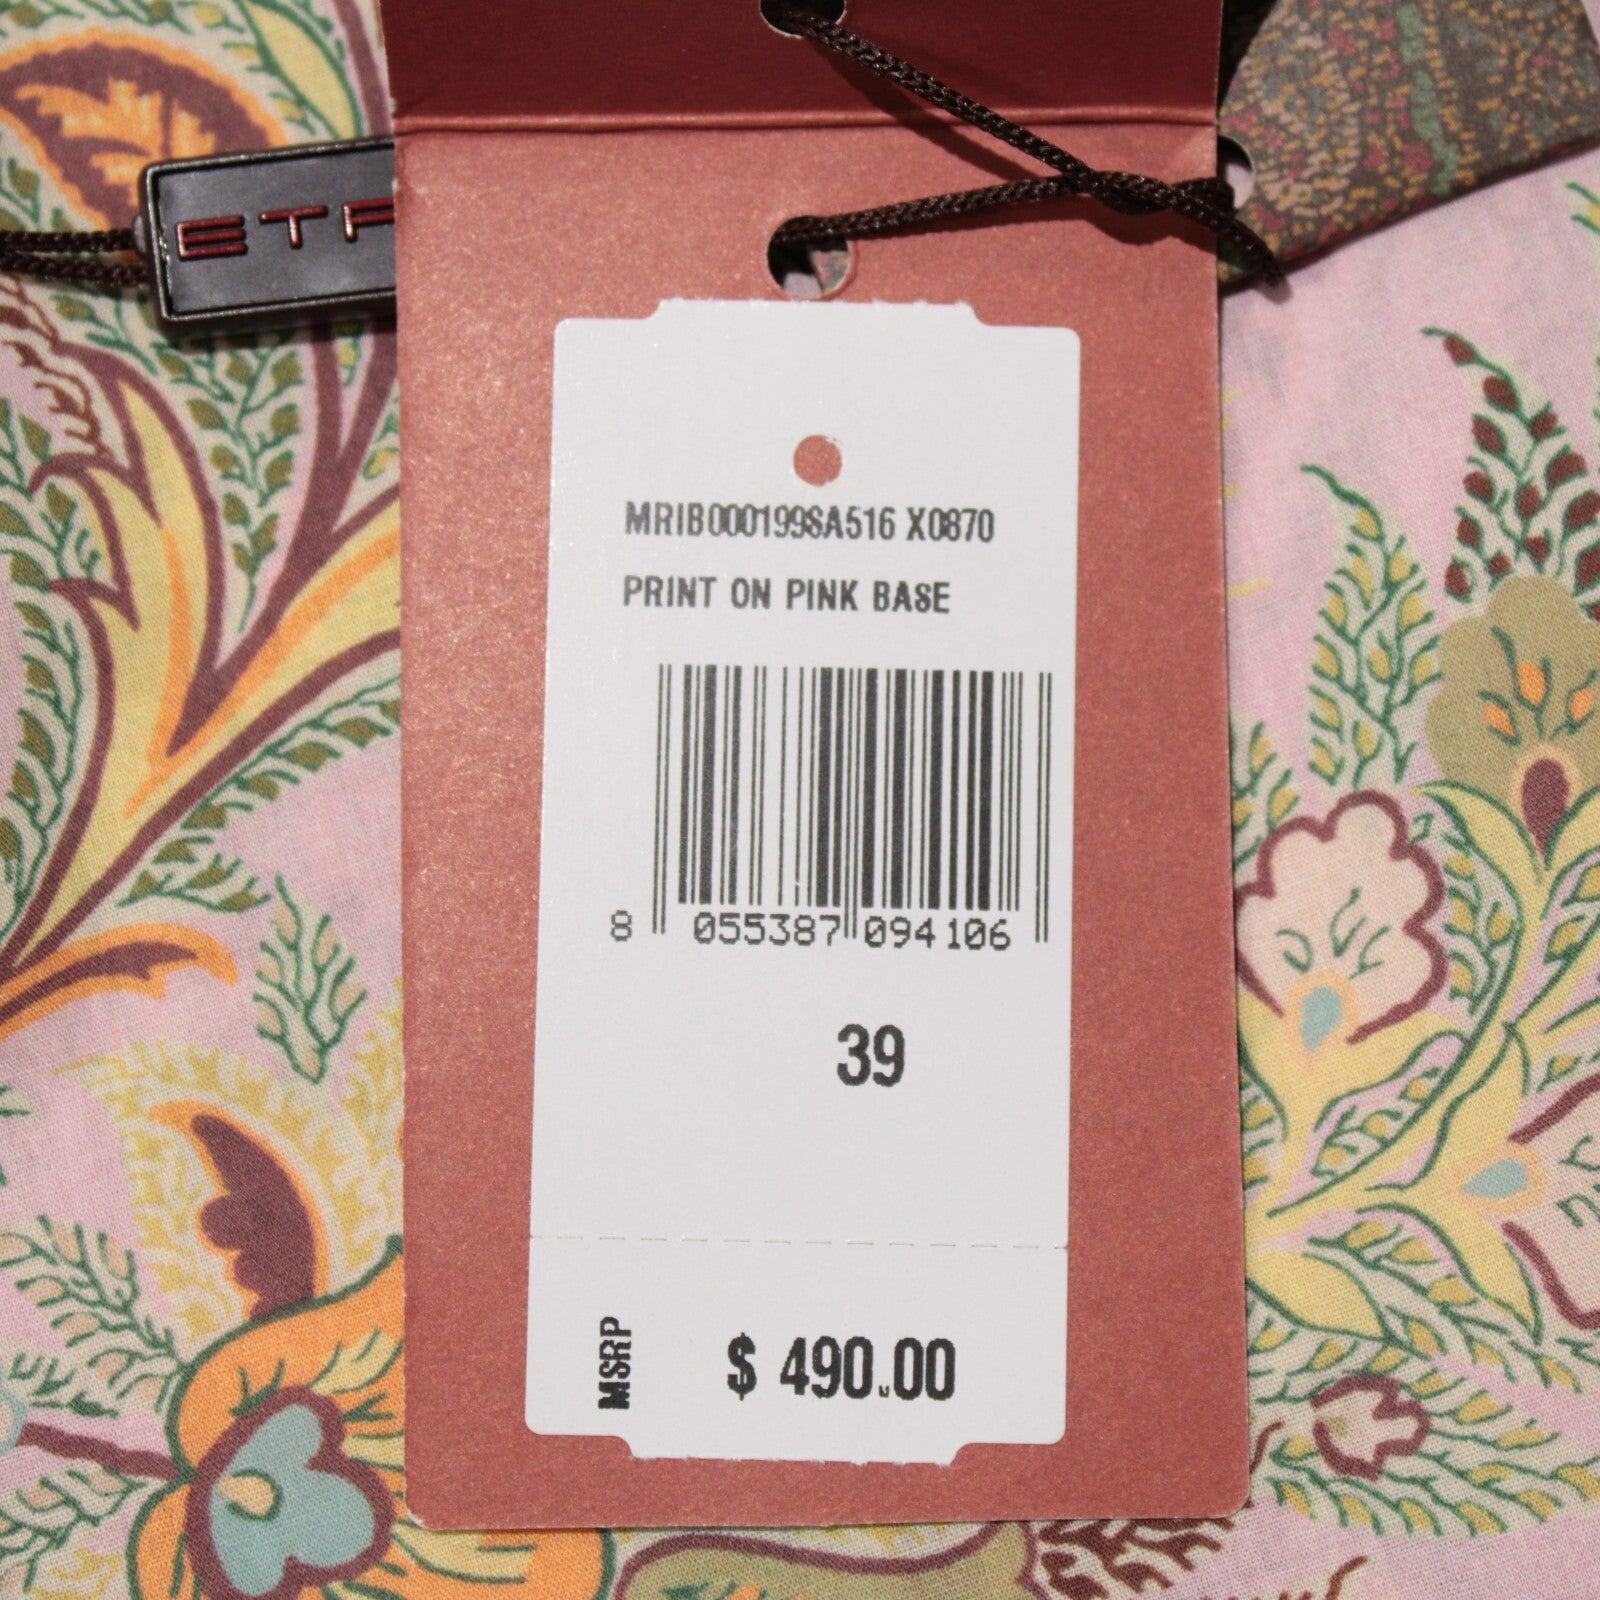 ETR
MRIB000199SA516 X0870
PRINT ON PINK BASE
8 055387 094106
39
MSRP $ 490.00